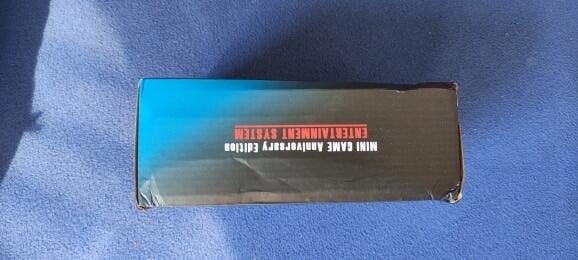 MINI GAME Anniversary Edition
ENTERTAINMENT SYSTEM